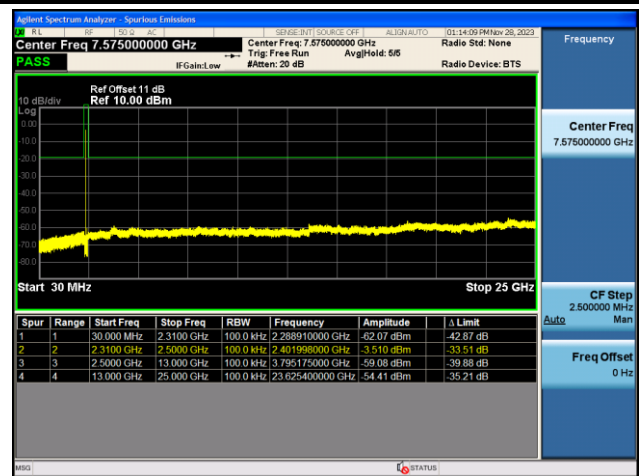 Agilent Spectrum Analyzer - Spurious Emissions
RL RF 50 Ω AC SENSE:INT SOURCE OFF ALIGN AUTO 01:14:09 PM Nov 28, 2023
Center Freq 7.575000000 GHz Center Freq: 7.575000000 GHz Radio Std: None
Trig: Free Run Avg|Hold: 5/5
PASS IFGain:Low #Atten: 20 dB Radio Device: BTS
Ref Offset 11 dB
10 dB/div Ref 10.00 dBm
Log
0.00
-10.0
-20.0
-30.0
-40.0
-50.0
-60.0
-70.0
-80.0
Start 30 MHz Stop 25 GHz
Spur Range Start Freq Stop Freq RBW Frequency Amplitude Δ Limit
1 1 30.000 MHz 2.3100 GHz 100.0 kHz 2.288910000 GHz -62.07 dBm -42.87 dB
2 2 2.3100 GHz 2.5000 GHz 100.0 kHz 2.401998000 GHz -3.510 dBm -33.51 dB
3 3 2.5000 GHz 13.000 GHz 100.0 kHz 3.795175000 GHz -59.08 dBm -39.88 dB
4 4 13.000 GHz 25.000 GHz 100.0 kHz 23.625400000 GHz -54.41 dBm -35.21 dB
MSG STATUS
Frequency
Center Freq
7.575000000 GHz
CF Step
2.500000 MHz
Auto Man
Freq Offset
0 Hz